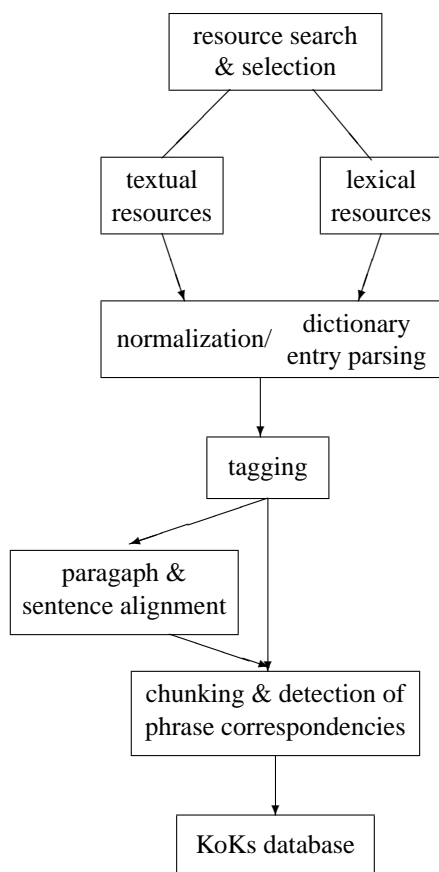 resource search
& selection
textual
resources
lexical
resources
normalization/
dictionary
entry parsing
tagging
paragaph &
sentence alignment
chunking & detection of
phrase correspondencies
KoKs database